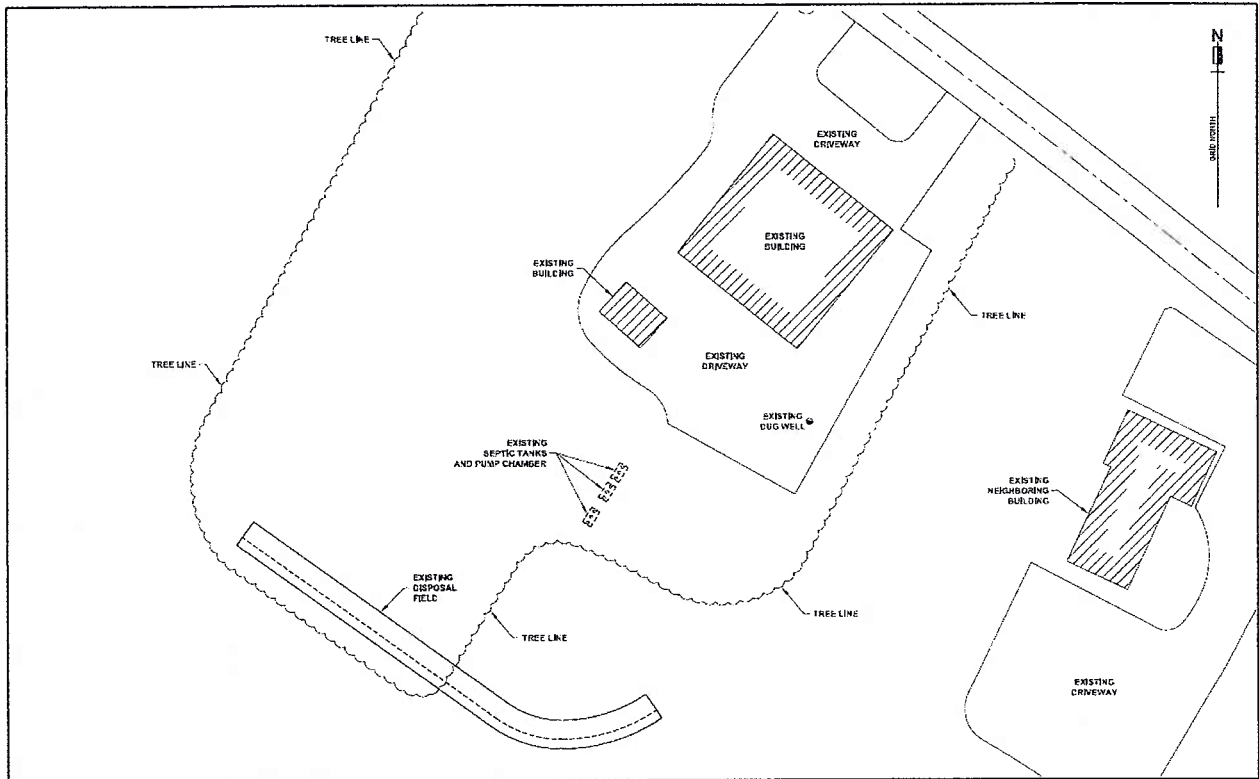 TREE LINE
N
GRID NORTH
EXISTING
DRIVEWAY
EXISTING
BUILDING
EXISTING
BUILDING
TREE LINE
EXISTING
DRIVEWAY
TREE LINE
EXISTING
DUG WELL
EXISTING
SEPTIC TANKS
AND PUMP CHAMBER
EXISTING
NEIGHBORING
BUILDING
EXISTING
DISPOSAL
FIELD
TREE LINE
TREE LINE
EXISTING
DRIVEWAY